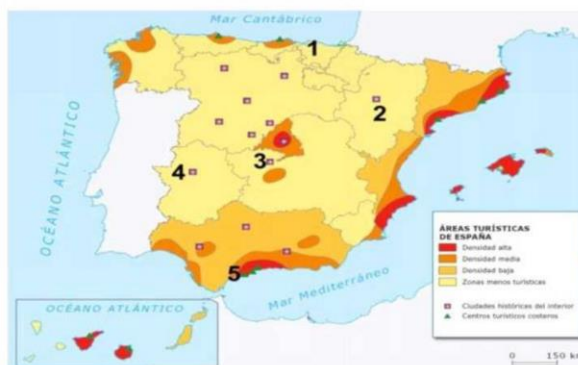 Mar Cantábrico
1
2
3
4
5
OCÉANO ATLÁNTICO
Mar Mediterráneo
OCÉANO ATLÁNTICO
ÁREAS TURÍSTICAS
DE ESPAÑA
Densidad alta
Densidad media
Densidad baja
Zonas menos turísticas
Ciudades históricas del interior
Centros turísticos costeros
0 150 km